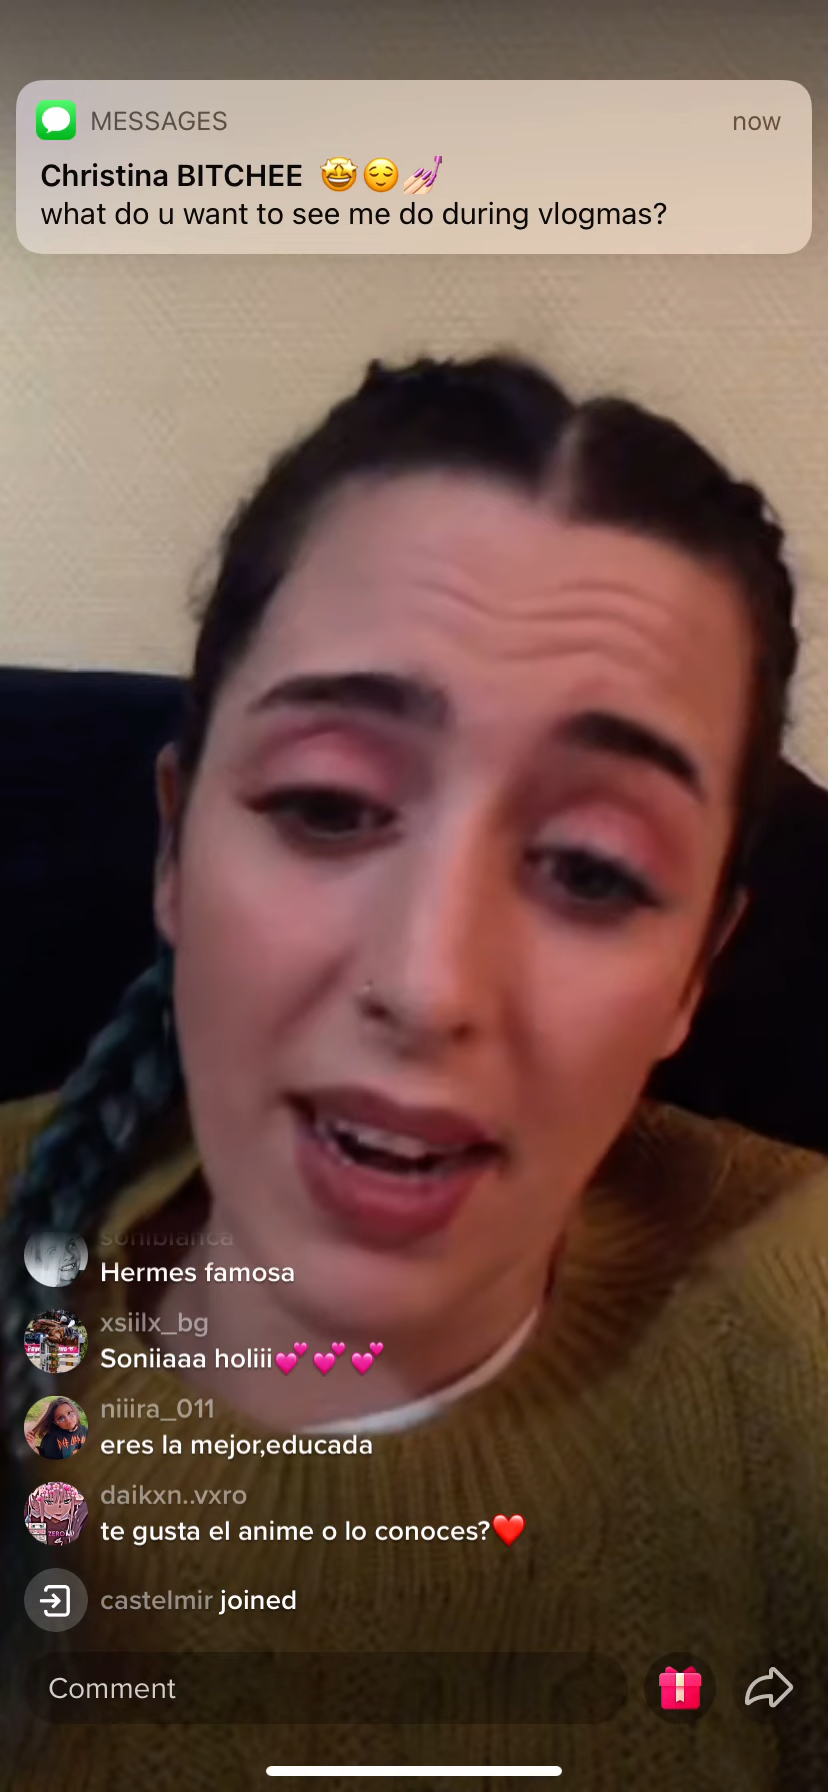 MESSAGES now
Christina BITCHEE 🤩😌💅🏻
what do u want to see me do during vlogmas?
soniblanca
Hermes famosa
xsiilx_bg
Soniiaaa holiii💕💕💕
niiira_011
eres la mejor,educada
daikxn..vxro
te gusta el anime o lo conoces?❤️
castelmir joined
Comment